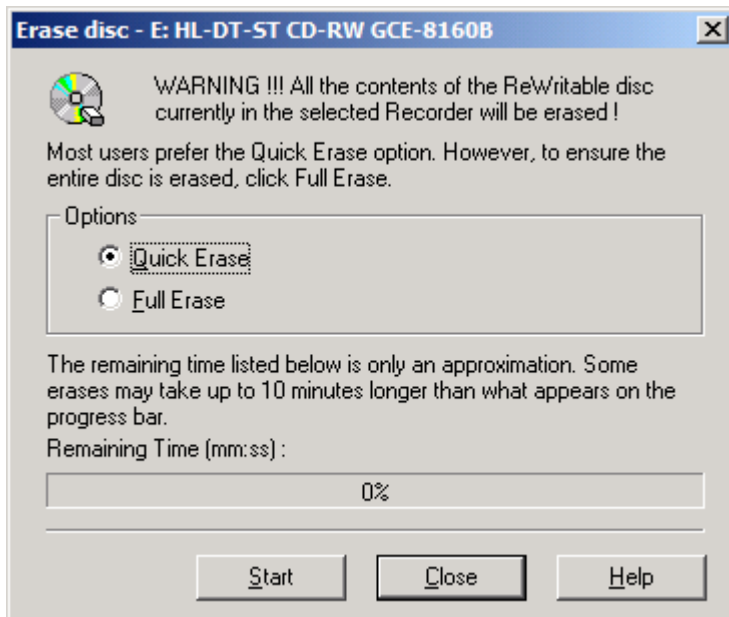 Erase disc - E: HL-DT-ST CD-RW GCE-8160B
WARNING !!! All the contents of the ReWritable disc
currently in the selected Recorder will be erased !
Most users prefer the Quick Erase option. However, to ensure the
entire disc is erased, click Full Erase.
Options
Quick Erase
Full Erase
The remaining time listed below is only an approximation. Some
erases may take up to 10 minutes longer than what appears on the
progress bar.
Remaining Time (mm:ss) :
0%
Start
Close
Help